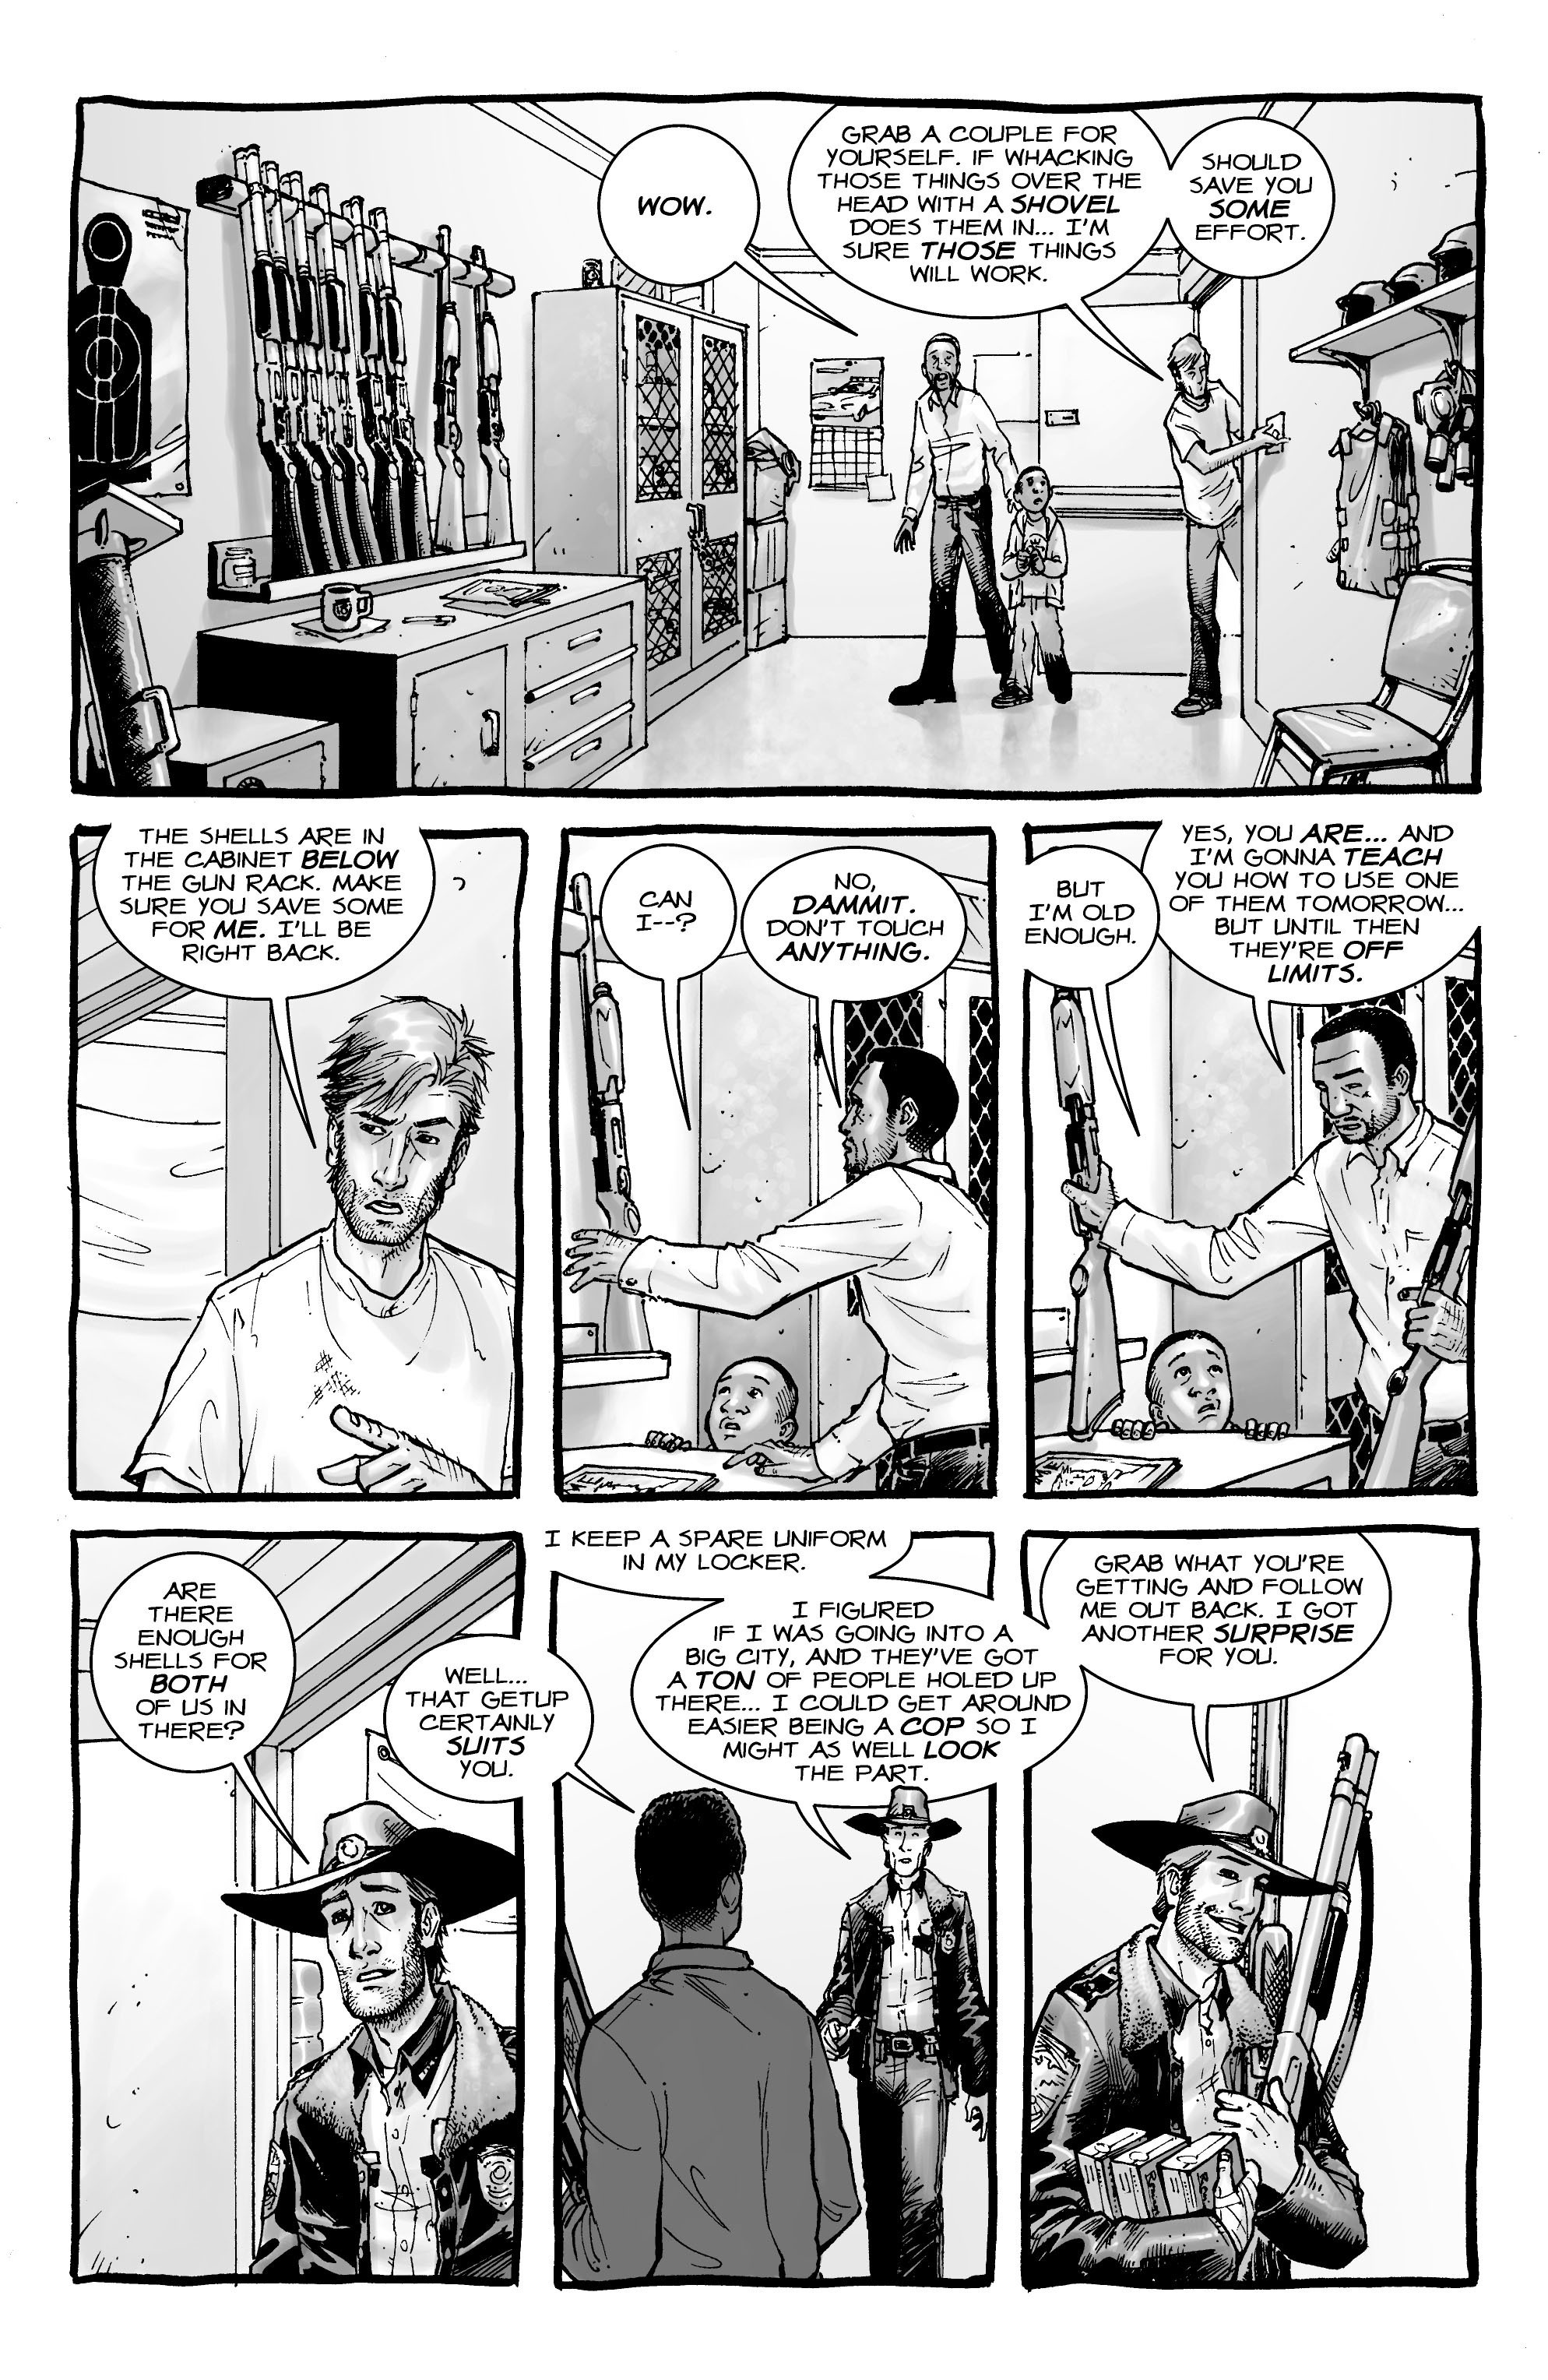 WOW.
GRAB A COUPLE FOR
YOURSELF. IF WHACKING
THOSE THINGS OVER THE
HEAD WITH A SHOVEL
DOES THEM IN... I'M
SURE THOSE THINGS
WILL WORK.
SHOULD
SAVE YOU
SOME
EFFORT.
THE SHELLS ARE IN
THE CABINET BELOW
THE GUN RACK. MAKE
SURE YOU SAVE SOME
FOR ME. I'LL BE
RIGHT BACK.
CAN
I--?
NO,
DAMMIT.
DON'T TOUCH
ANYTHING.
BUT
I'M OLD
ENOUGH.
YES, YOU ARE... AND
I'M GONNA TEACH
YOU HOW TO USE ONE
OF THEM TOMORROW...
BUT UNTIL THEN
THEY'RE OFF
LIMITS.
ARE
THERE
ENOUGH
SHELLS FOR
BOTH
OF US IN
THERE?
WELL...
THAT GETUP
CERTAINLY
SUITS
YOU.
I KEEP A SPARE UNIFORM
IN MY LOCKER.
I FIGURED
IF I WAS GOING INTO A
BIG CITY, AND THEY'VE GOT
A TON OF PEOPLE HOLED UP
THERE... I COULD GET AROUND
EASIER BEING A COP SO I
MIGHT AS WELL LOOK
THE PART.
GRAB WHAT YOU'RE
GETTING AND FOLLOW
ME OUT BACK. I GOT
ANOTHER SURPRISE
FOR YOU.